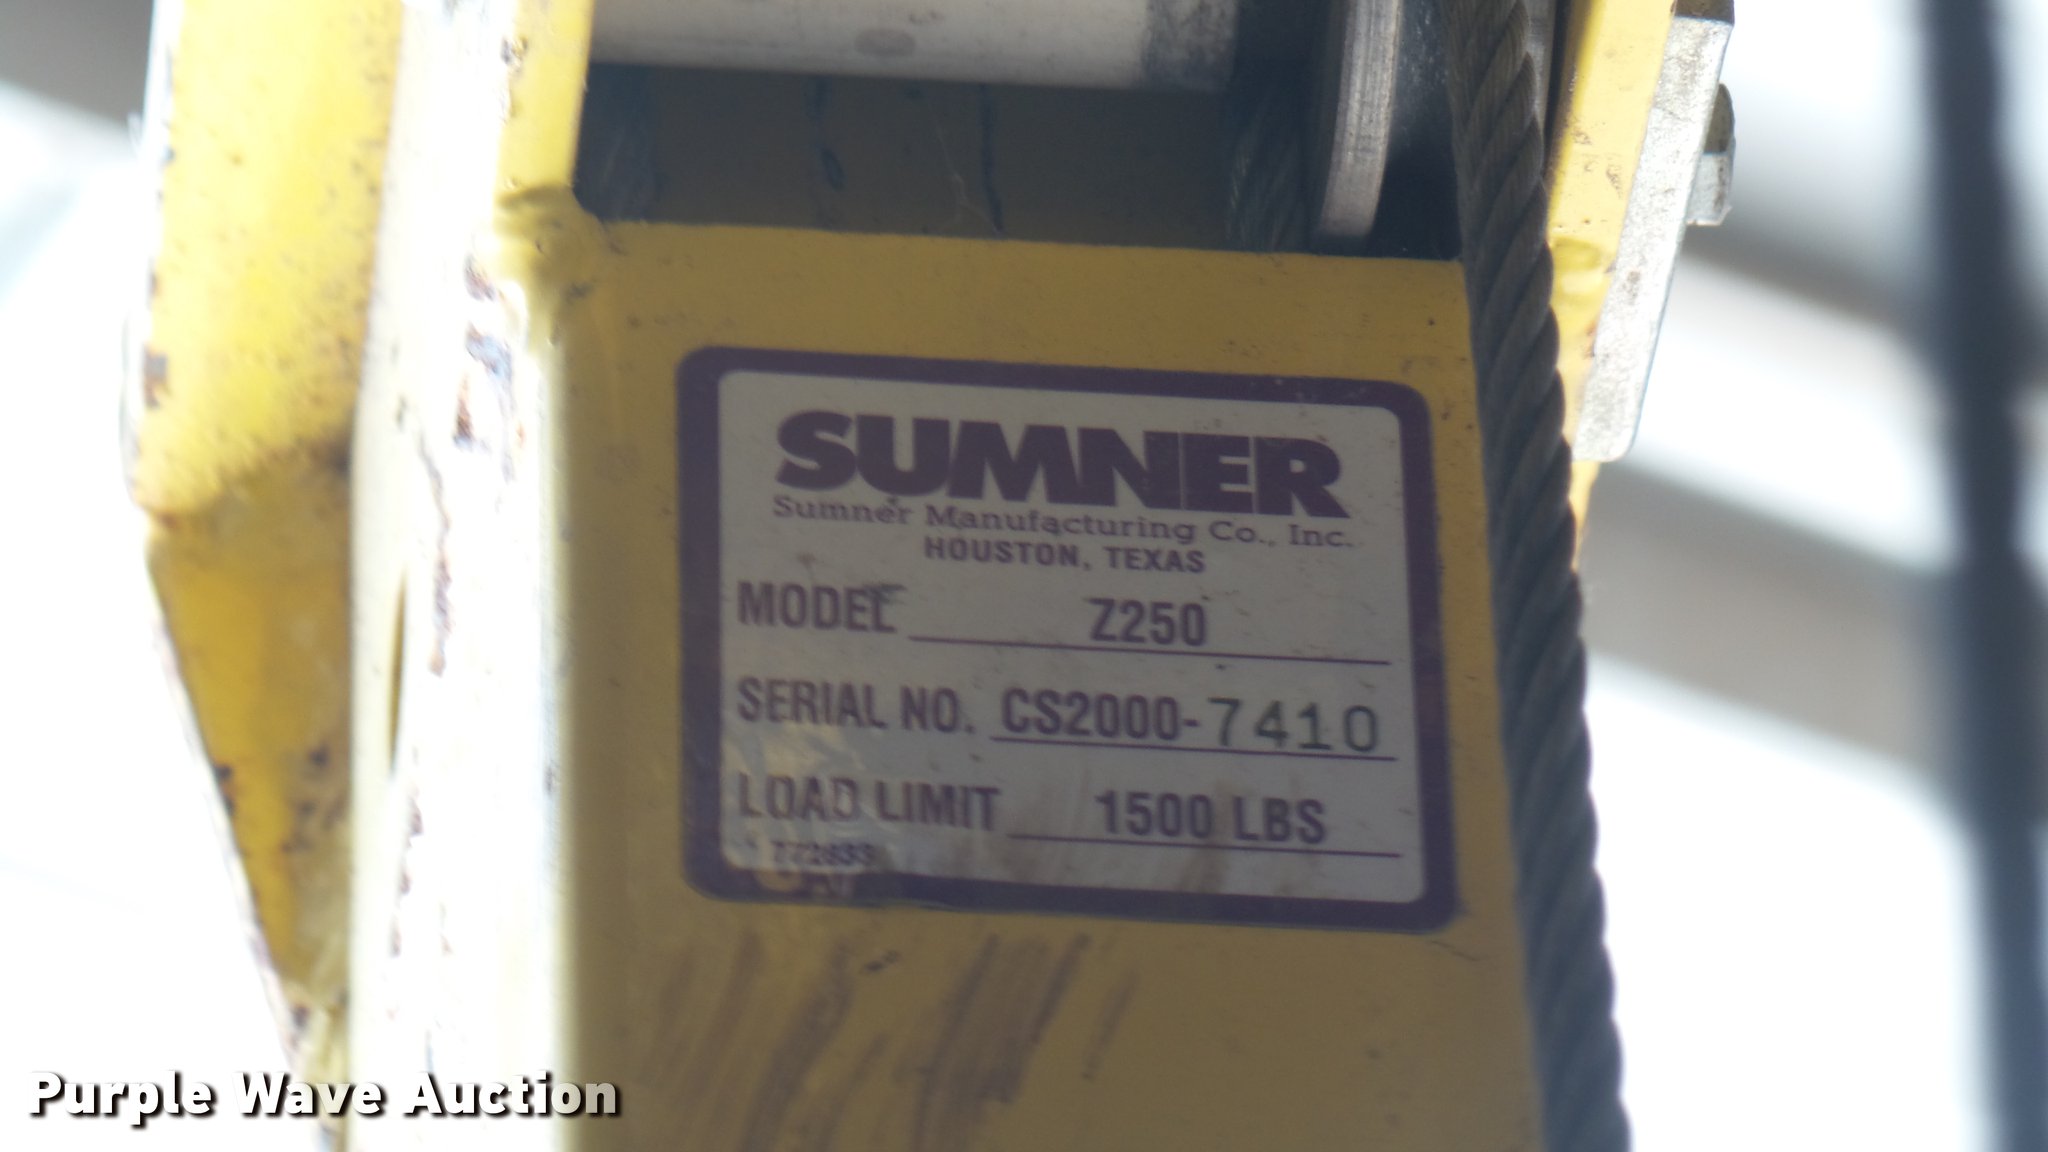 SUMNER
Sumner Manufacturing Co., Inc.
HOUSTON, TEXAS
MODEL Z250
SERIAL NO. CS2000-7410
LOAD LIMIT 1500 LBS
772833
Purple Wave Auction